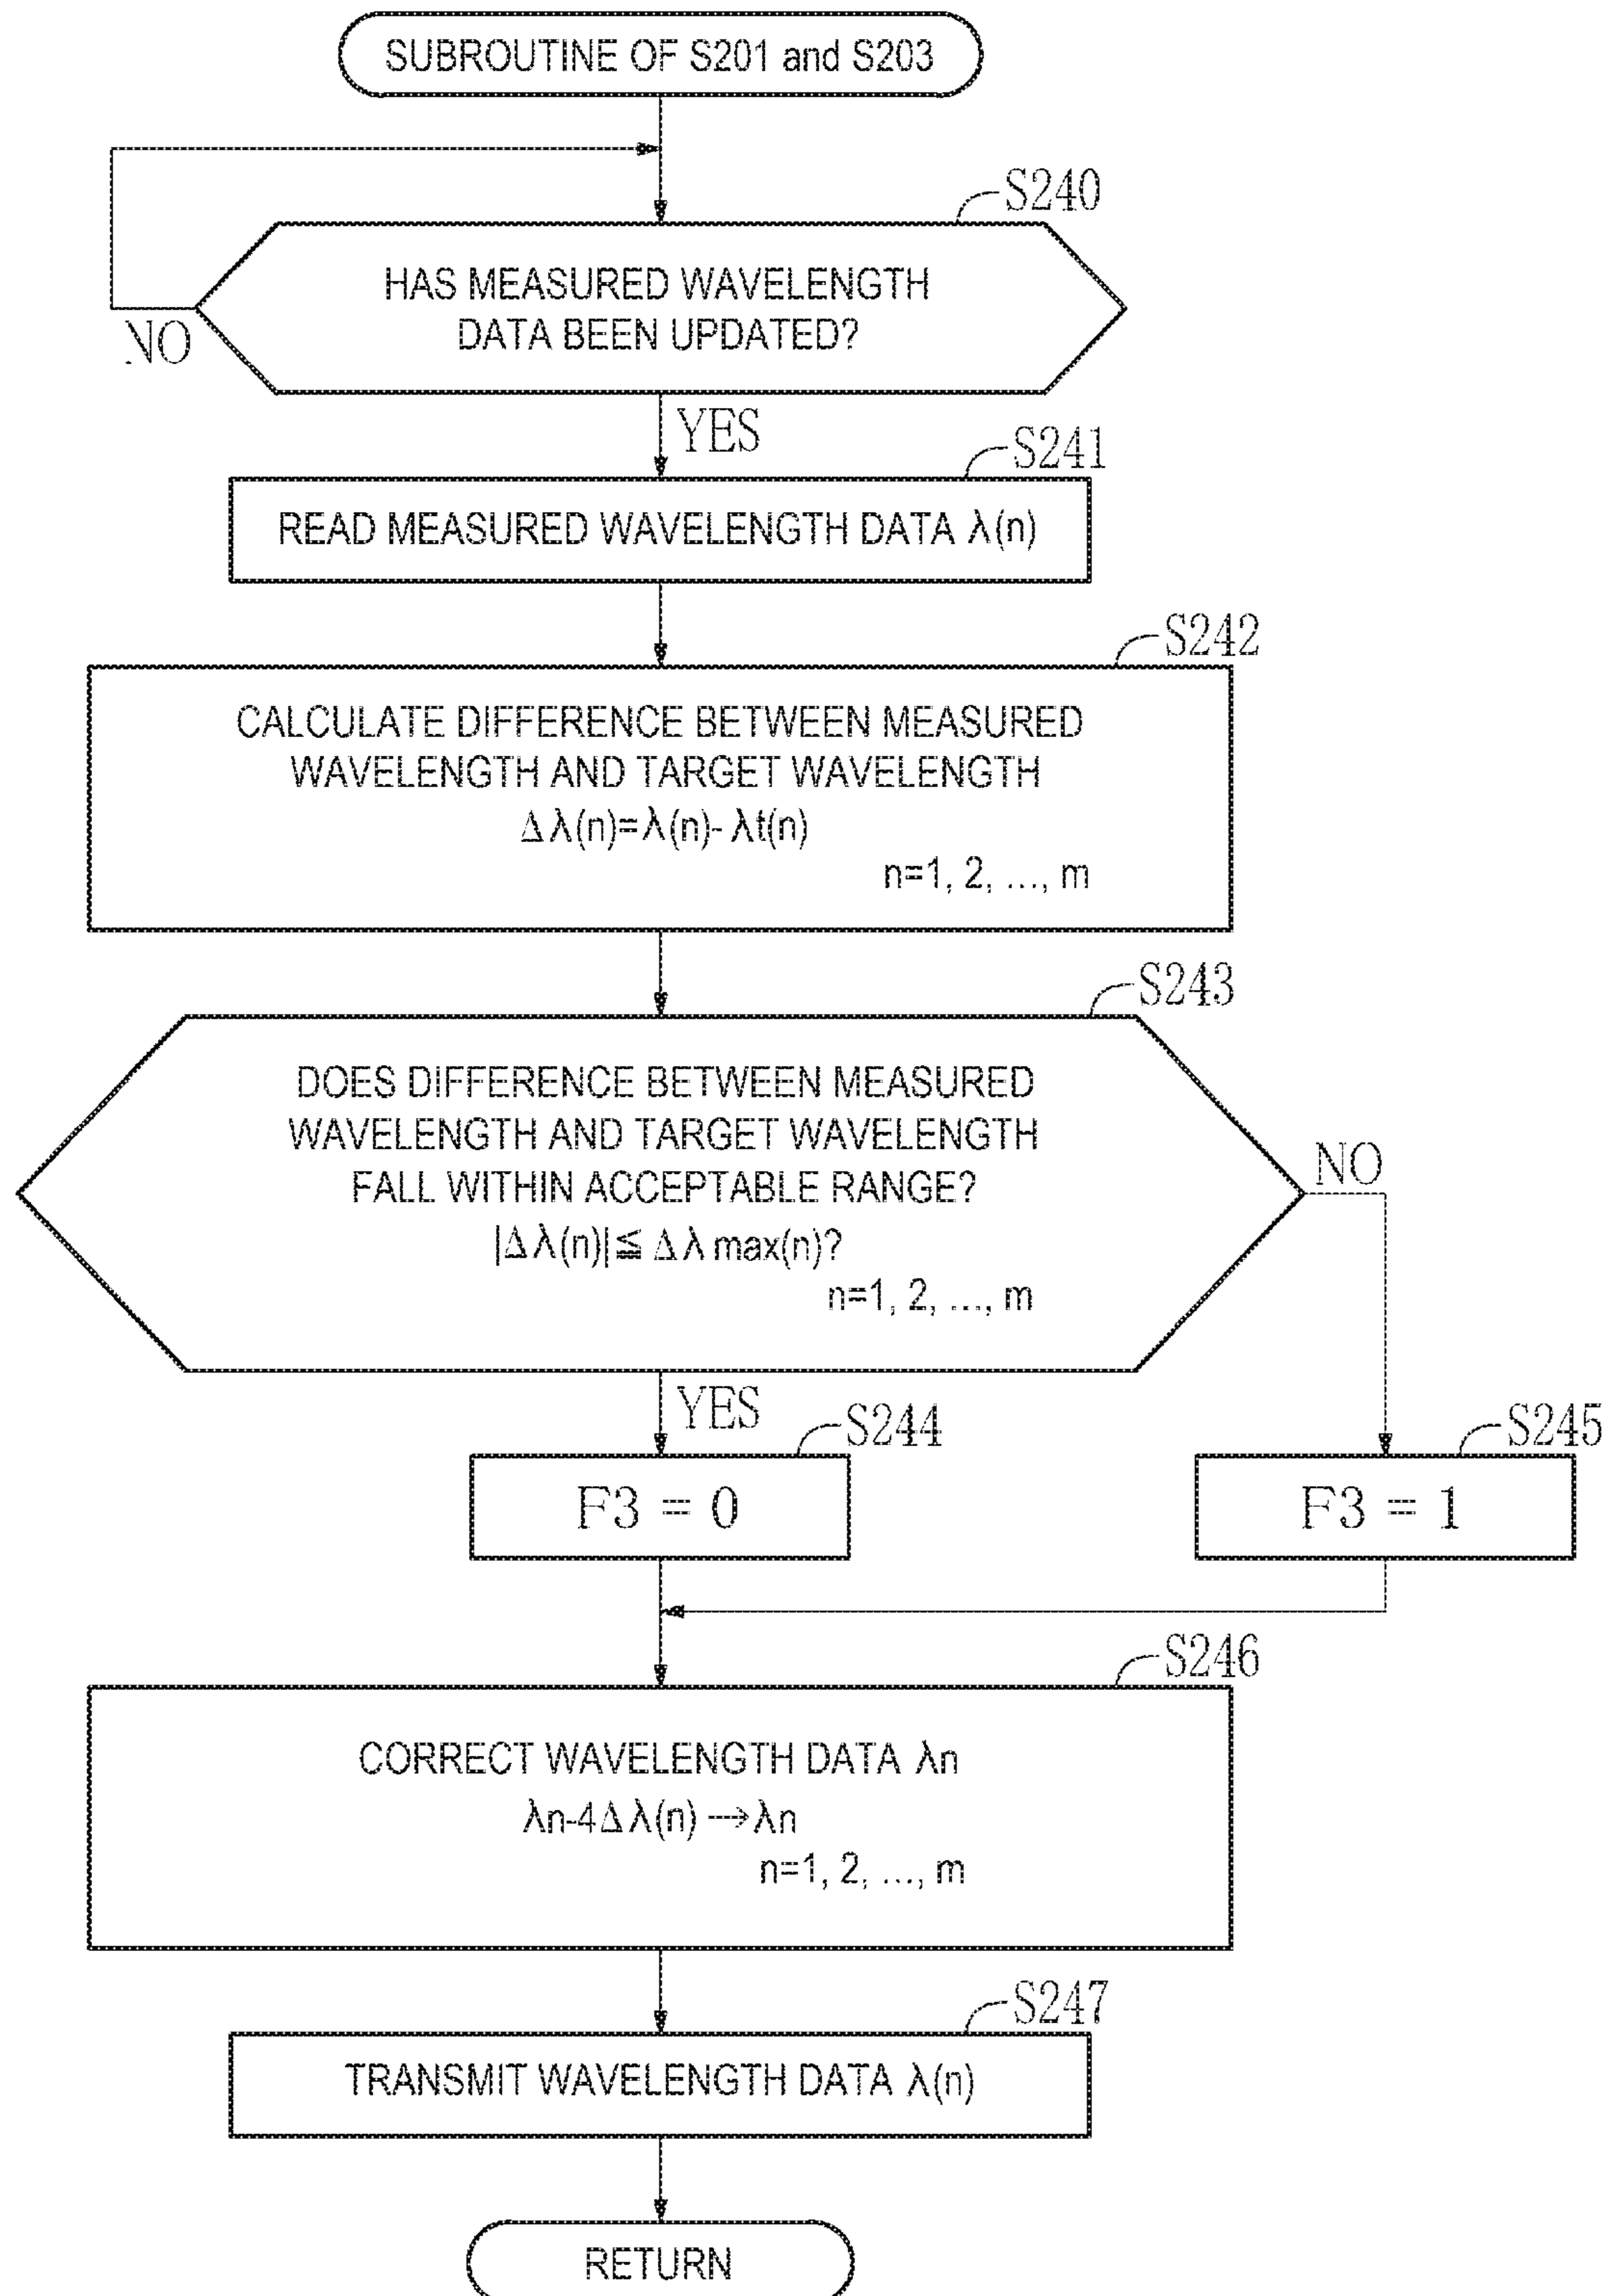 SUBROUTINE OF S201 and S203
S240
HAS MEASURED WAVELENGTH
DATA BEEN UPDATED?
NO
YES
S241
READ MEASURED WAVELENGTH DATA λ(n)
S242
CALCULATE DIFFERENCE BETWEEN MEASURED
WAVELENGTH AND TARGET WAVELENGTH
Δλ(n)=λ(n)- λt(n)
n=1, 2, ..., m
S243
DOES DIFFERENCE BETWEEN MEASURED
WAVELENGTH AND TARGET WAVELENGTH
FALL WITHIN ACCEPTABLE RANGE?
|Δλ(n)|≦ Δλ max(n)?
n=1, 2, ..., m
NO
YES
S244
S245
F3 = 0
F3 = 1
S246
CORRECT WAVELENGTH DATA λn
λn-4Δλ(n) →λn
n=1, 2, ..., m
S247
TRANSMIT WAVELENGTH DATA λ(n)
RETURN